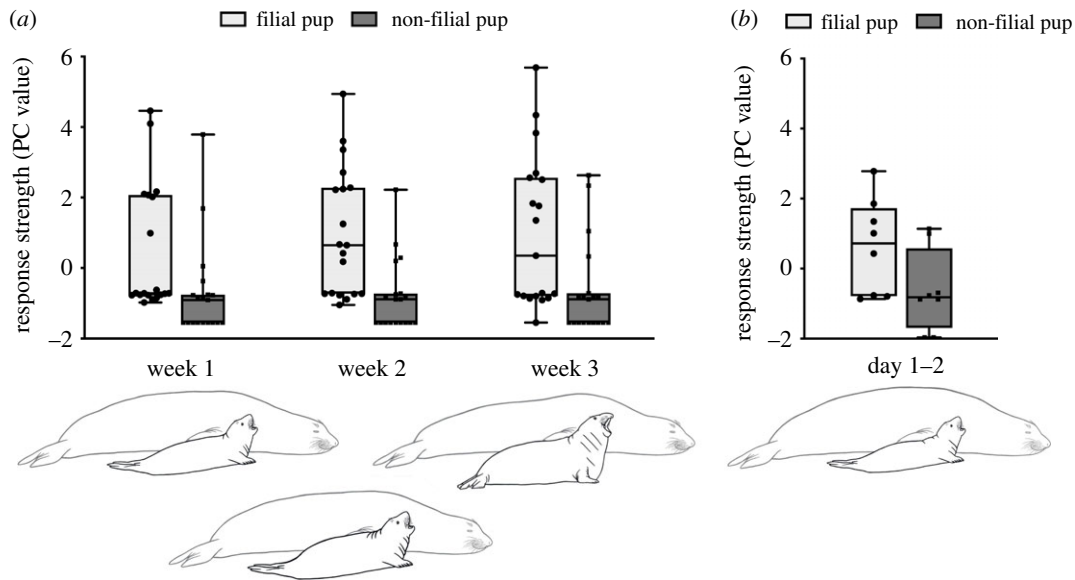 (a) filial pup non-filial pup
response strength (PC value)
6
4
2
0
–2
week 1 week 2 week 3
(b) filial pup non-filial pup
response strength (PC value)
6
4
2
0
–2
day 1–2